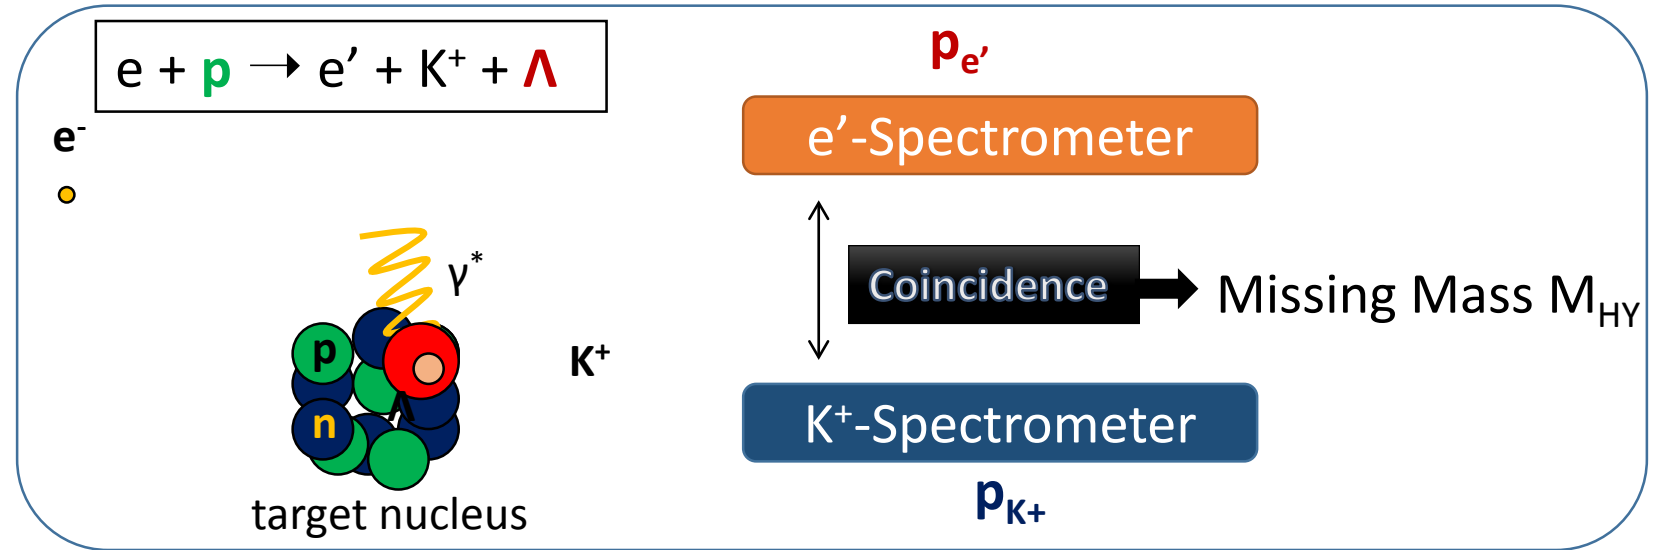 e + p → e′ + K⁺ + Λ
e⁻
γ*
p
n
Λ
K⁺
target nucleus
pₑ′
e′-Spectrometer
Coincidence
Missing Mass M_HY
K⁺-Spectrometer
p_K+